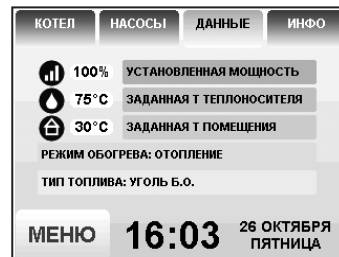 КОТЕЛ НАСОСЫ ДАННЫЕ ИНФО
100% УСТАНОВЛЕННАЯ МОЩНОСТЬ
75°C ЗАДАННАЯ Т ТЕПЛОНОСИТЕЛЯ
30°C ЗАДАННАЯ Т ПОМЕЩЕНИЯ
РЕЖИМ ОБОГРЕВА: ОТОПЛЕНИЕ
ТИП ТОПЛИВА: УГОЛЬ Б.О.
МЕНЮ 16:03 26 ОКТЯБРЯ
ПЯТНИЦА